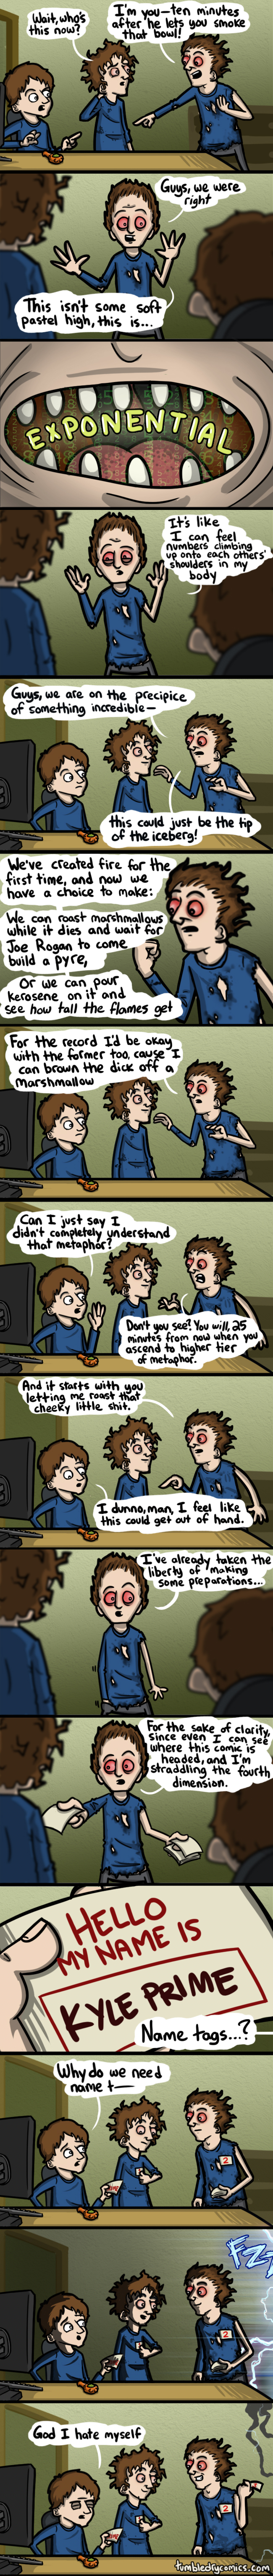 Wait, who's
this now?
I'm you—ten minutes
after he lets you smoke
that bowl!
Guys, we were
right
This isn't some soft
pastel high, this is...
EXPONENTIAL
It's like
I can feel
numbers climbing
up onto each others'
shoulders in my
body
Guys, we are on the precipice
of something incredible—
this could just be the tip
of the iceberg!
We've created fire for the
first time, and now we
have a choice to make:
We can roast marshmallows
while it dies and wait for
Joe Rogan to come
build a pyre,
Or we can pour
kerosene on it and
see how tall the flames get
For the record I'd be okay
with the former too, cause I
can brown the dick off a
marshmallow
Can I just say I
didn't completely understand
that metaphor?
Don't you see? You will, 25
minutes from now when you
ascend to higher tier
of metaphor.
And it starts with you
letting me roast that
cheeky little shit.
I dunno, man, I feel like
this could get out of hand.
I've already taken the
liberty of making
some preparations...
For the sake of clarity,
since even I can see
where this comic is
headed, and I'm
straddling the fourth
dimension.
HELLO
MY NAME IS
KYLE PRIME
Name tags...?
Why do we need
name t—
2
FZZ
2
God I hate myself
2
tumbledrycomics.com